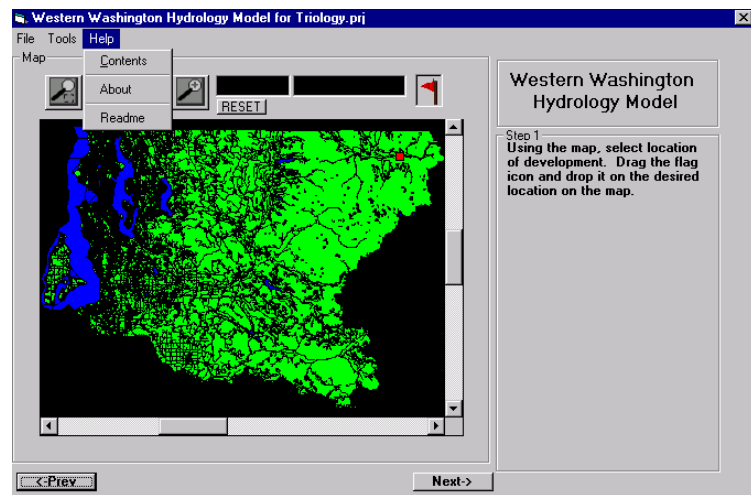 Western Washington Hydrology Model for Triology.prj
File Tools Help
Map
Contents
About
Readme
RESET
Western Washington
Hydrology Model
Step 1
Using the map, select location
of development. Drag the flag
icon and drop it on the desired
location on the map.
<-Prev
Next->